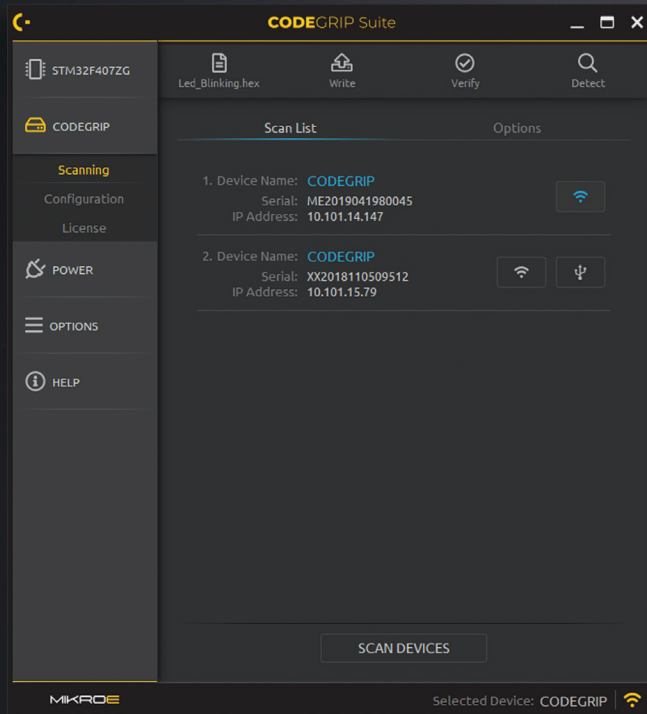 CODEGRIP Suite
STM32F407ZG
CODEGRIP
Scanning
Configuration
License
POWER
OPTIONS
HELP
Led_Blinking.hex
Write
Verify
Detect
Scan List
Options
1. Device Name: CODEGRIP
Serial: ME2019041980045
IP Address: 10.101.14.147
2. Device Name: CODEGRIP
Serial: XX2018110509512
IP Address: 10.101.15.79
SCAN DEVICES
MIKROE
Selected Device: CODEGRIP